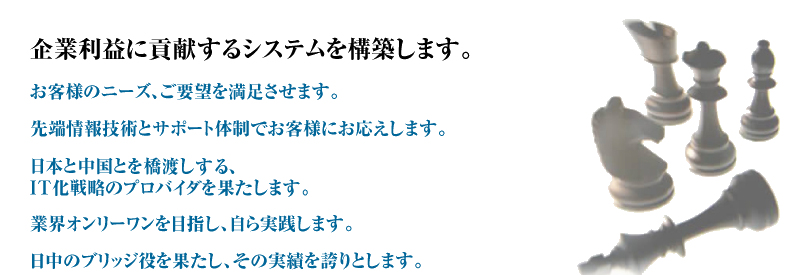 企業利益に貢献するシステムを構築します。
お客様のニーズ、ご要望を満足させます。
先端情報技術とサポート体制でお客様にお応えします。
日本と中国とを橋渡しする、
IT化戦略のプロバイダを果たします。
業界オンリーワンを目指し、自ら実践します。
日中のブリッジ役を果たし、その実績を誇りとします。